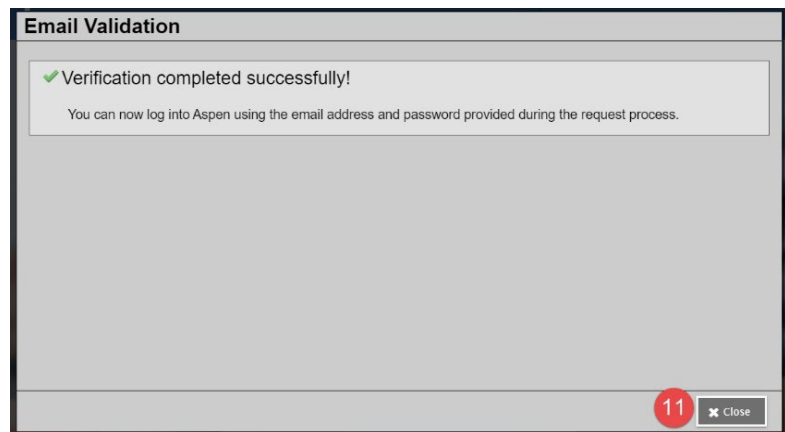 Email Validation
Verification completed successfully!
You can now log into Aspen using the email address and password provided during the request process.
11
Close